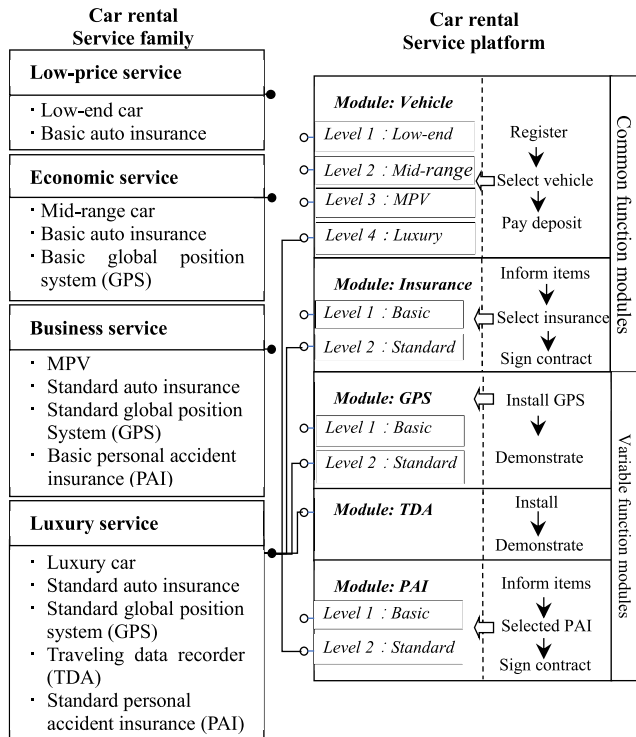 Car rental
Service family
Low-price service
· Low-end car
· Basic auto insurance
Economic service
· Mid-range car
· Basic auto insurance
· Basic global position
system (GPS)
Business service
· MPV
· Standard auto insurance
· Standard global position
System (GPS)
· Basic personal accident
insurance (PAI)
Luxury service
· Luxury car
· Standard auto insurance
· Standard global position
system (GPS)
· Traveling data recorder
(TDA)
· Standard personal
accident insurance (PAI)
Car rental
Service platform
Module: Vehicle
Level 1：Low-end
Level 2：Mid-range
Level 3：MPV
Level 4：Luxury
Register
Select vehicle
Pay deposit
Module: Insurance
Level 1：Basic
Level 2：Standard
Inform items
Select insurance
Sign contract
Module: GPS
Level 1：Basic
Level 2：Standard
Install GPS
Demonstrate
Module: TDA
Install
Demonstrate
Module: PAI
Level 1：Basic
Level 2：Standard
Inform items
Selected PAI
Sign contract
Common function modules
Variable function modules